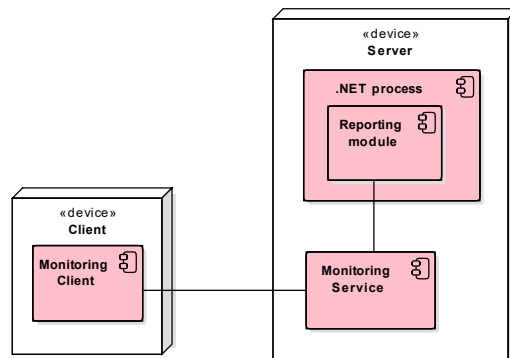 «device»
Server
.NET process
Reporting
module
«device»
Client
Monitoring
Client
Monitoring
Service